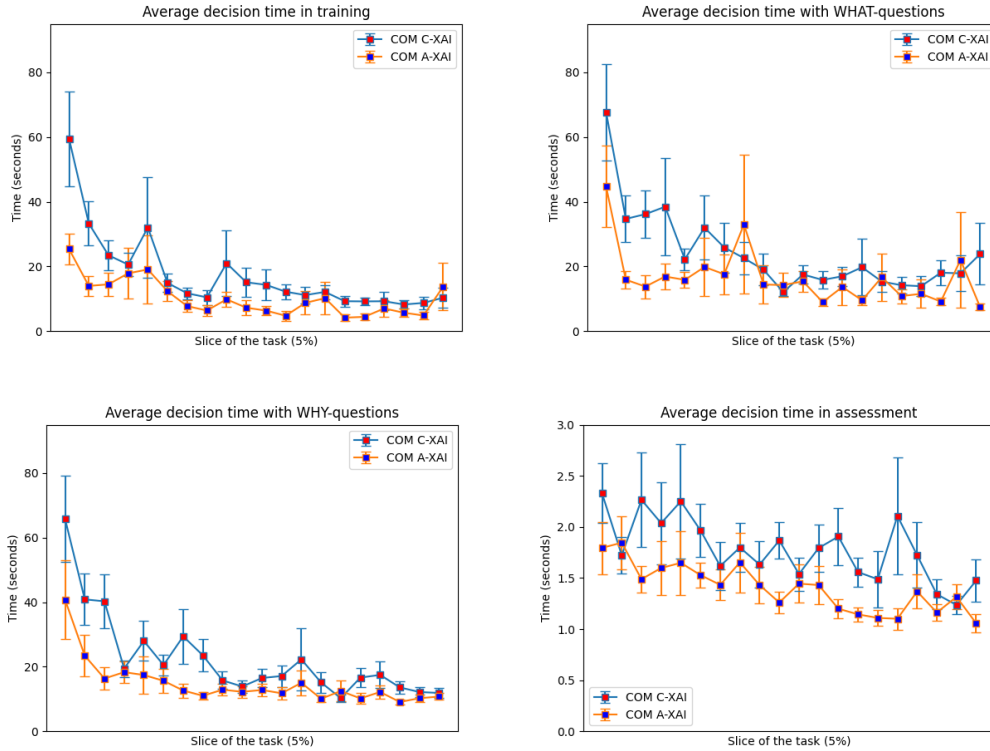 Average decision time in training
COM C-XAI
COM A-XAI
80
60
40
20
0
Time (seconds)
Slice of the task (5%)
Average decision time with WHAT-questions
COM C-XAI
COM A-XAI
80
60
40
20
0
Time (seconds)
Slice of the task (5%)
Average decision time with WHY-questions
COM C-XAI
COM A-XAI
80
60
40
20
0
Time (seconds)
Slice of the task (5%)
Average decision time in assessment
3.0
2.5
2.0
1.5
1.0
0.5
0.0
Time (seconds)
COM C-XAI
COM A-XAI
Slice of the task (5%)